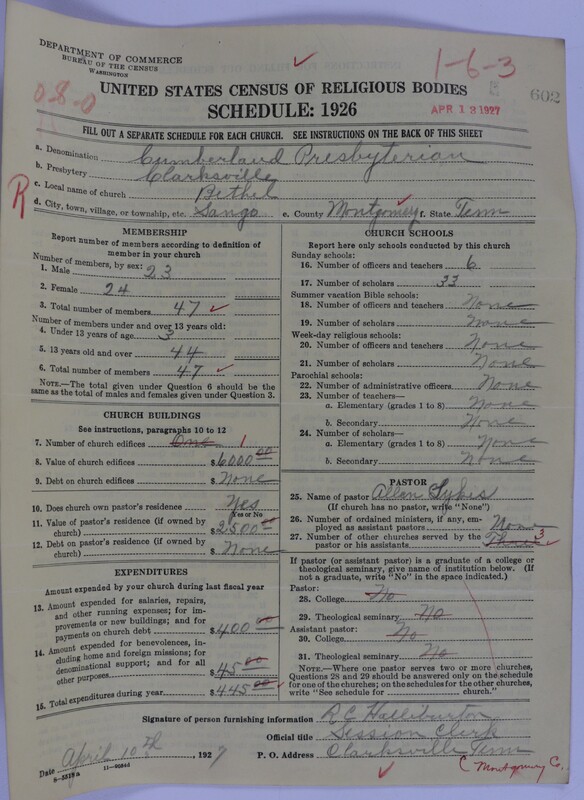 DEPARTMENT OF COMMERCE
BUREAU OF THE CENSUS
WASHINGTON
1-6-3
0-8-0
UNITED STATES CENSUS OF RELIGIOUS BODIES
SCHEDULE: 1926
APR 13 1927
602
FILL OUT A SEPARATE SCHEDULE FOR EACH CHURCH. SEE INSTRUCTIONS ON THE BACK OF THIS SHEET
a. Denomination Cumberland Presbyterian
b. Presbytery Clarksville
c. Local name of church Bethel
R
d. City, town, village, or township, etc. Sango e. County Montgomery f. State Tenn
MEMBERSHIP
Report number of members according to definition of
member in your church
Number of members, by sex:
1. Male 23
2. Female 24
3. Total number of members 47
Number of members under and over 13 years old:
4. Under 13 years of age 3
5. 13 years old and over 44
6. Total number of members 47
NOTE.—The total given under Question 6 should be the
same as the total of males and females given under Question 3.
CHURCH BUILDINGS
See instructions, paragraphs 10 to 12
7. Number of church edifices One 1
8. Value of church edifices $6000.00
9. Debt on church edifices $None
10. Does church own pastor's residence? Yes
Yes or No
11. Value of pastor's residence (if owned by
church) $2500.00
12. Debt on pastor's residence (if owned by
church) $None
EXPENDITURES
Amount expended by your church during last fiscal year
13. Amount expended for salaries, repairs,
and other running expenses; for im-
provements or new buildings; and for
payments on church debt $400.00
14. Amount expended for benevolences, in-
cluding home and foreign missions; for
denominational support; and for all
other purposes $45.00
15. Total expenditures during year $445.00
CHURCH SCHOOLS
Report here only schools conducted by this church
Sunday schools:
16. Number of officers and teachers 6
17. Number of scholars 33
Summer vacation Bible schools:
18. Number of officers and teachers None
19. Number of scholars None
Week-day religious schools:
20. Number of officers and teachers None
21. Number of scholars None
Parochial schools:
22. Number of administrative officers None
23. Number of teachers—
a. Elementary (grades 1 to 8) None
b. Secondary None
24. Number of scholars—
a. Elementary (grades 1 to 8) None
b. Secondary None
PASTOR
25. Name of pastor Allen
(If church has no pastor, write "None")
26. Number of ordained ministers, if any, em-
ployed as assistant pastors None
27. Number of other churches served by the
pastor or his assistants Three 3
If pastor (or assistant pastor) is a graduate of a college or
theological seminary, give name of institution below. (If
not a graduate, write "No" in the space indicated.)
Pastor:
28. College No
29. Theological seminary No
Assistant pastor:
30. College No
31. Theological seminary No
NOTE.—Where one pastor serves two or more churches,
Questions 28 and 29 should be answered only on the schedule
for one of the churches; on the schedules for the other churches,
write "See schedule for church."
Signature of person furnishing information R C Halliburton
Official title Session Clerk
Date April 10th, 1927 P. O. Address Clarksville Tenn
(Montgomery Co.